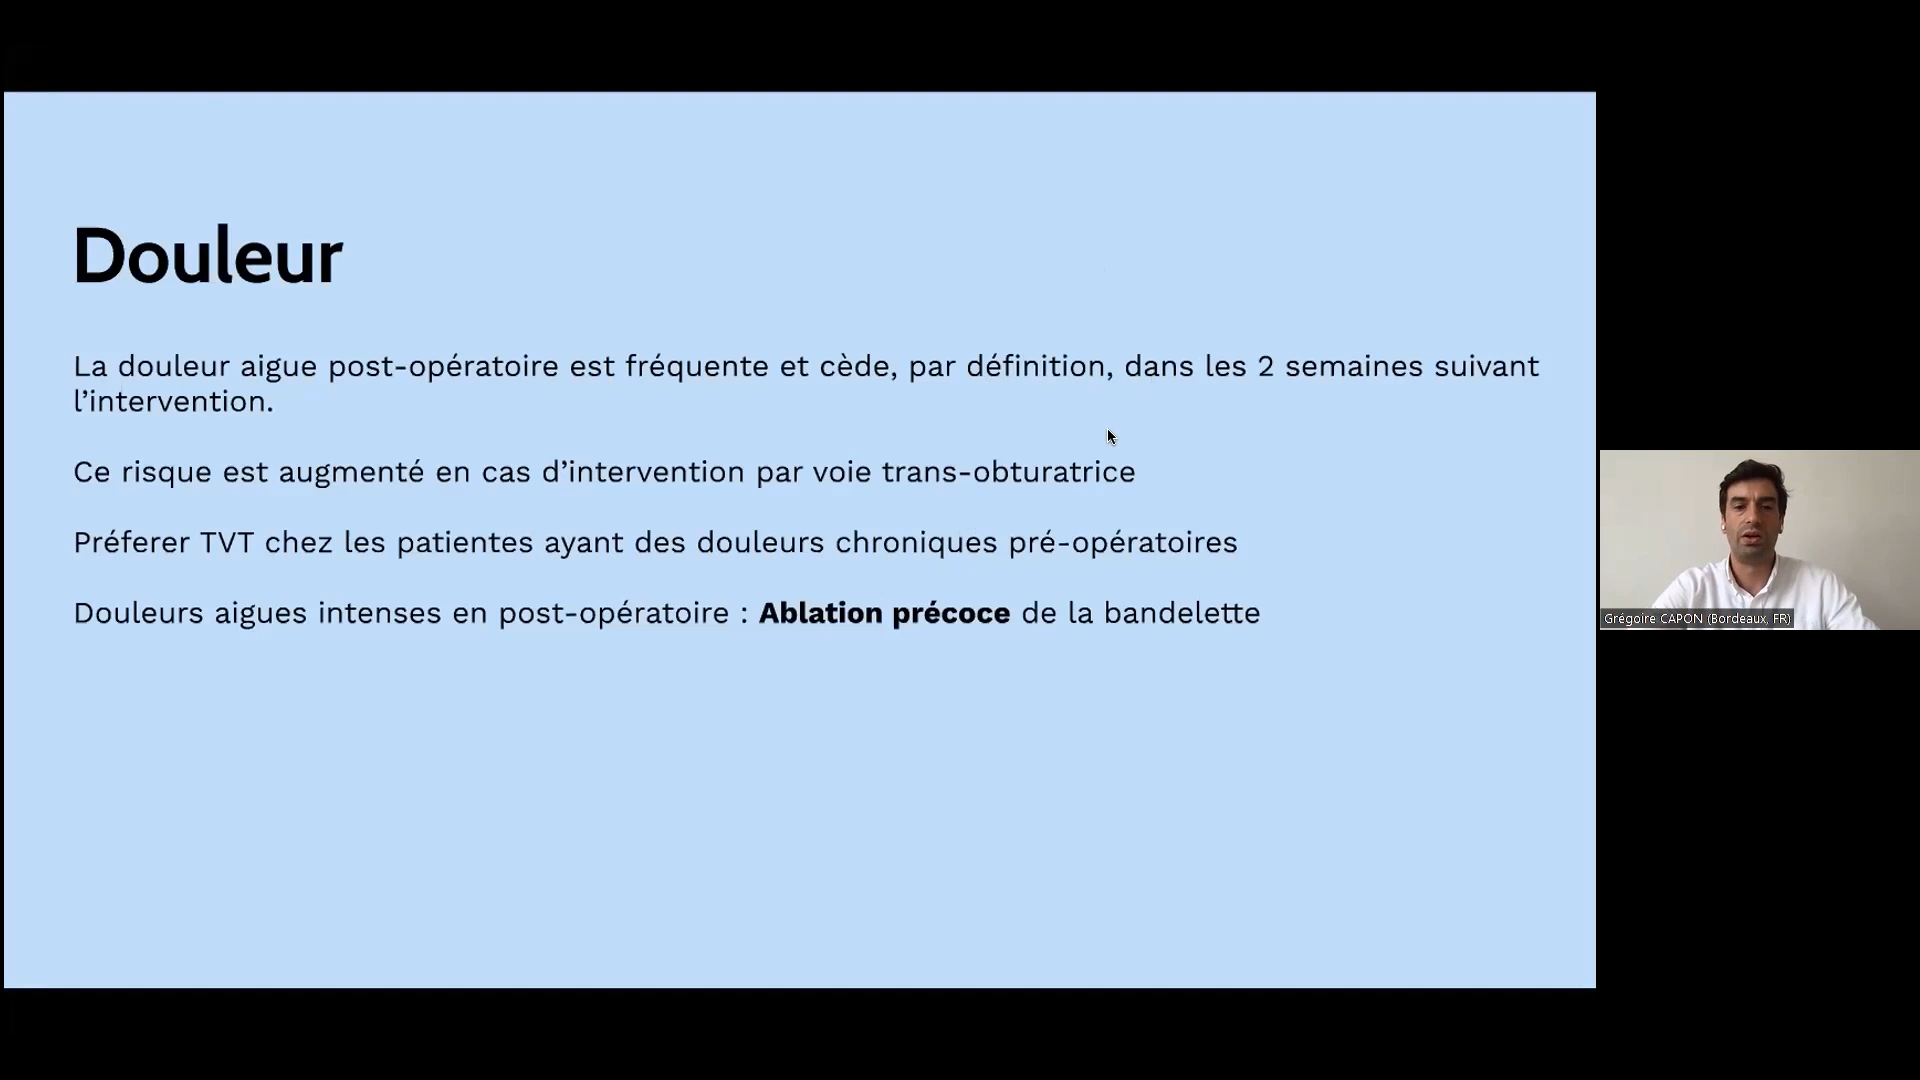 Douleur
La douleur aigue post-opératoire est fréquente et cède, par définition, dans les 2 semaines suivant
l’intervention.
Ce risque est augmenté en cas d’intervention par voie trans-obturatrice
Préferer TVT chez les patientes ayant des douleurs chroniques pré-opératoires
Douleurs aigues intenses en post-opératoire : Ablation précoce de la bandelette
Grégoire CAPON (Bordeaux, FR)